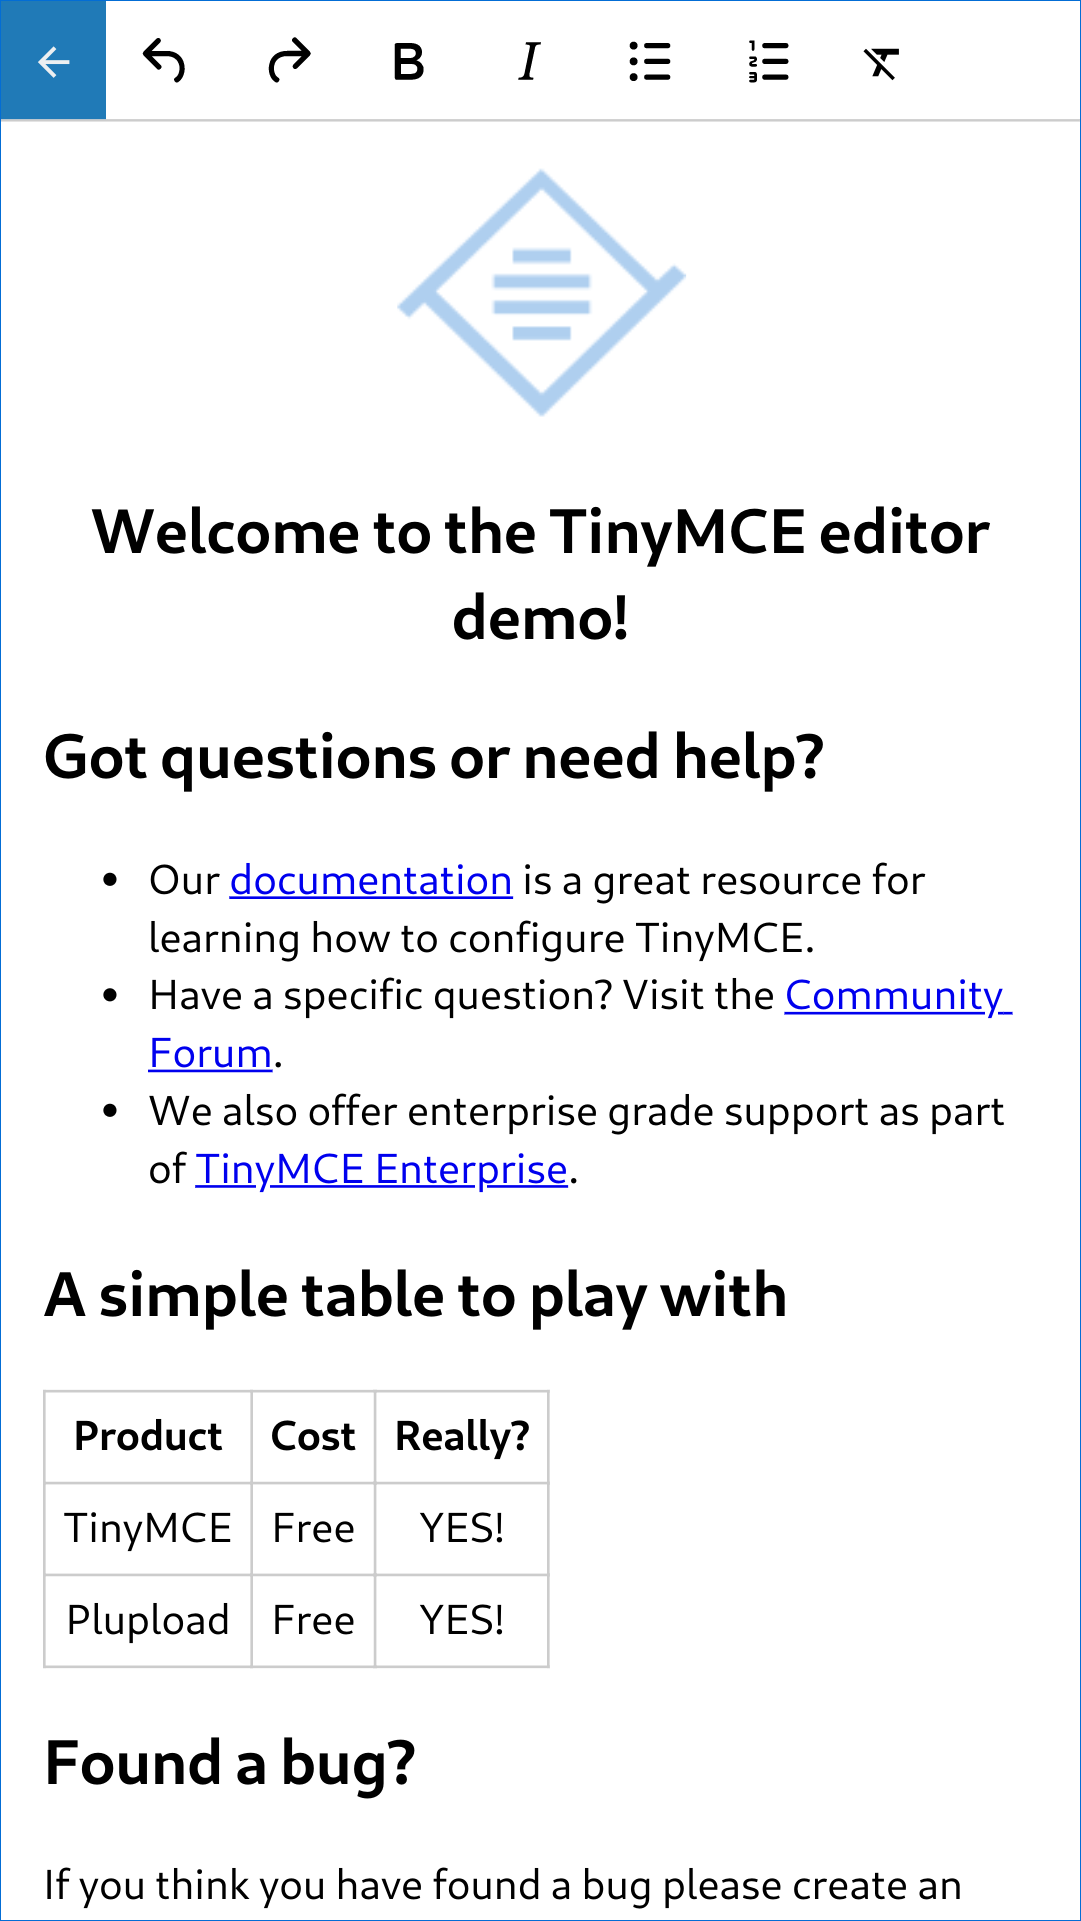 B I
Welcome to the TinyMCE editor
demo!
Got questions or need help?
Our documentation is a great resource for
learning how to configure TinyMCE.
Have a specific question? Visit the Community
Forum.
We also offer enterprise grade support as part
of TinyMCE Enterprise.
A simple table to play with
Product Cost Really?
TinyMCE Free YES!
Plupload Free YES!
Found a bug?
If you think you have found a bug please create an